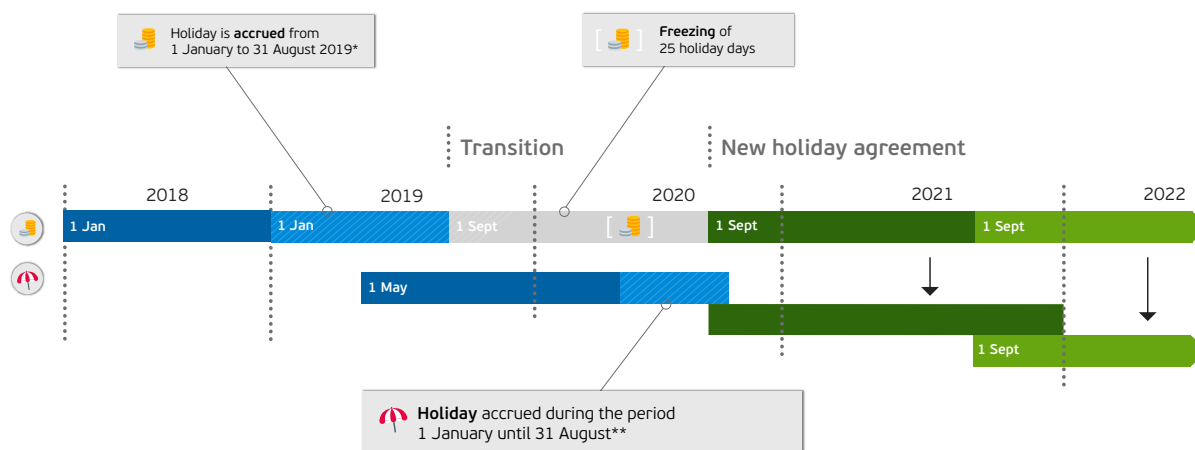 Holiday is accrued from
1 January to 31 August 2019*
Freezing of
25 holiday days
Transition
New holiday agreement
2018
2019
2020
2021
2022
1 Jan
1 Jan
1 Sept
[ ]
1 Sept
1 Sept
1 May
1 Sept
Holiday accrued during the period
1 January until 31 August**